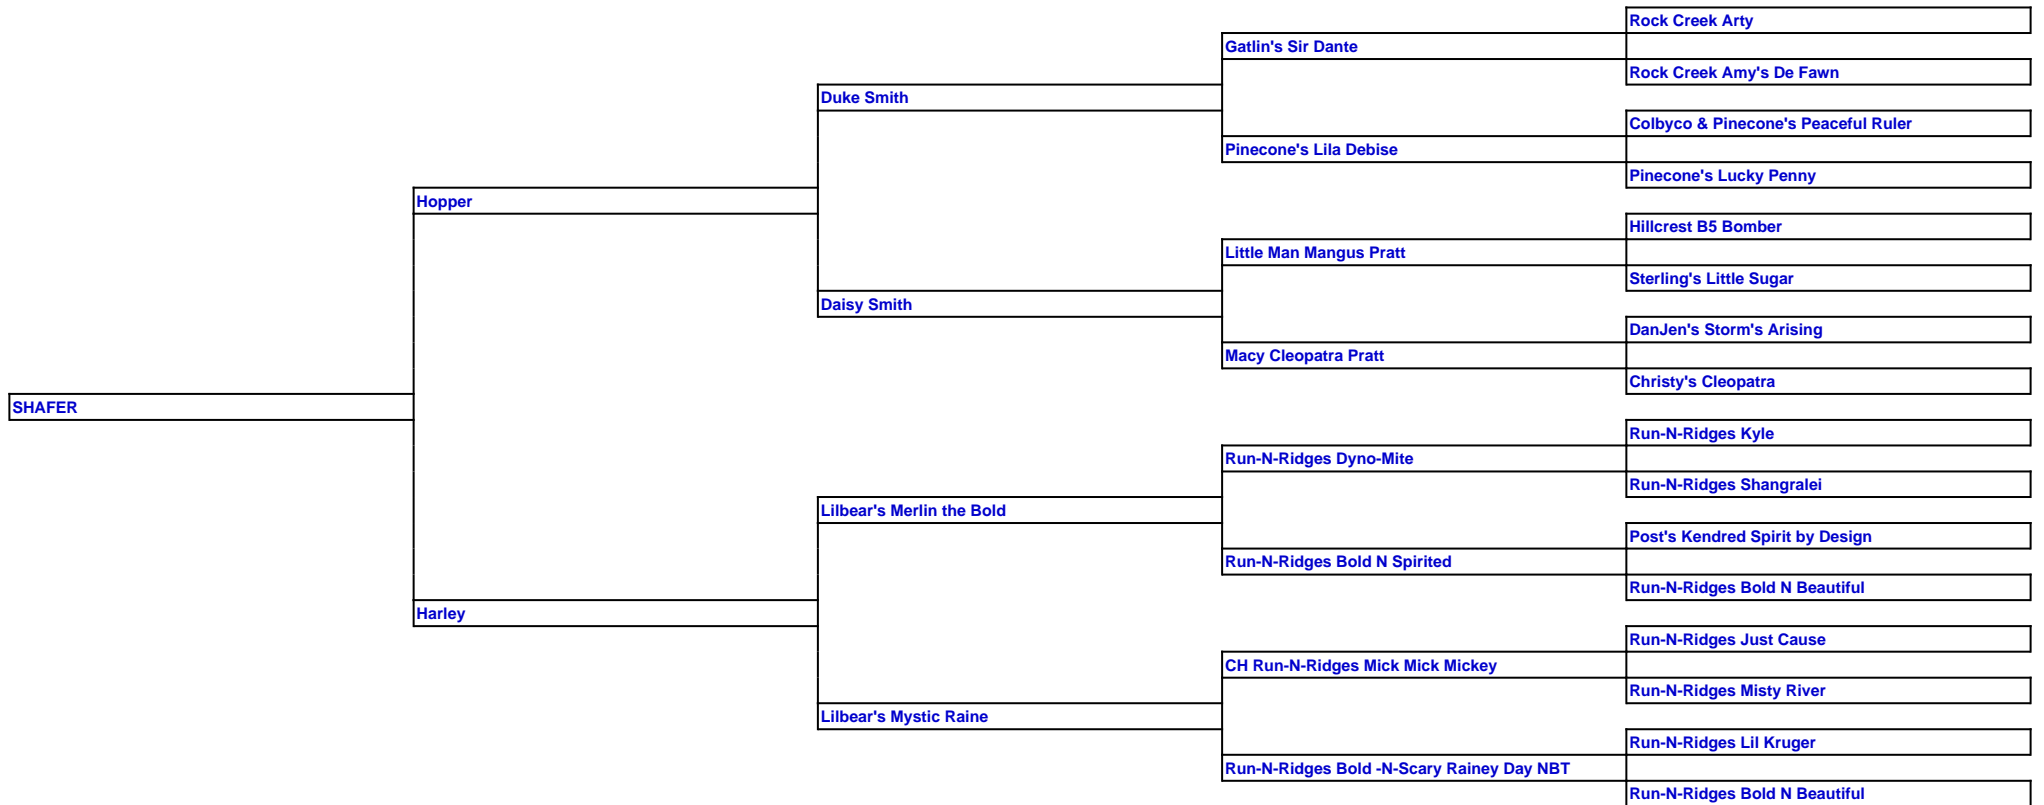 Rock Creek Arty
Gatlin's Sir Dante
Rock Creek Amy's De Fawn
Duke Smith
Colbyco & Pinecone's Peaceful Ruler
Pinecone's Lila Debise
Pinecone's Lucky Penny
Hopper
Hillcrest B5 Bomber
Little Man Mangus Pratt
Sterling's Little Sugar
Daisy Smith
DanJen's Storm's Arising
Macy Cleopatra Pratt
Christy's Cleopatra
SHAFER
Run-N-Ridges Kyle
Run-N-Ridges Dyno-Mite
Run-N-Ridges Shangralei
Lilbear's Merlin the Bold
Post's Kendred Spirit by Design
Run-N-Ridges Bold N Spirited
Run-N-Ridges Bold N Beautiful
Harley
Run-N-Ridges Just Cause
CH Run-N-Ridges Mick Mick Mickey
Run-N-Ridges Misty River
Lilbear's Mystic Raine
Run-N-Ridges Lil Kruger
Run-N-Ridges Bold -N-Scary Rainey Day NBT
Run-N-Ridges Bold N Beautiful